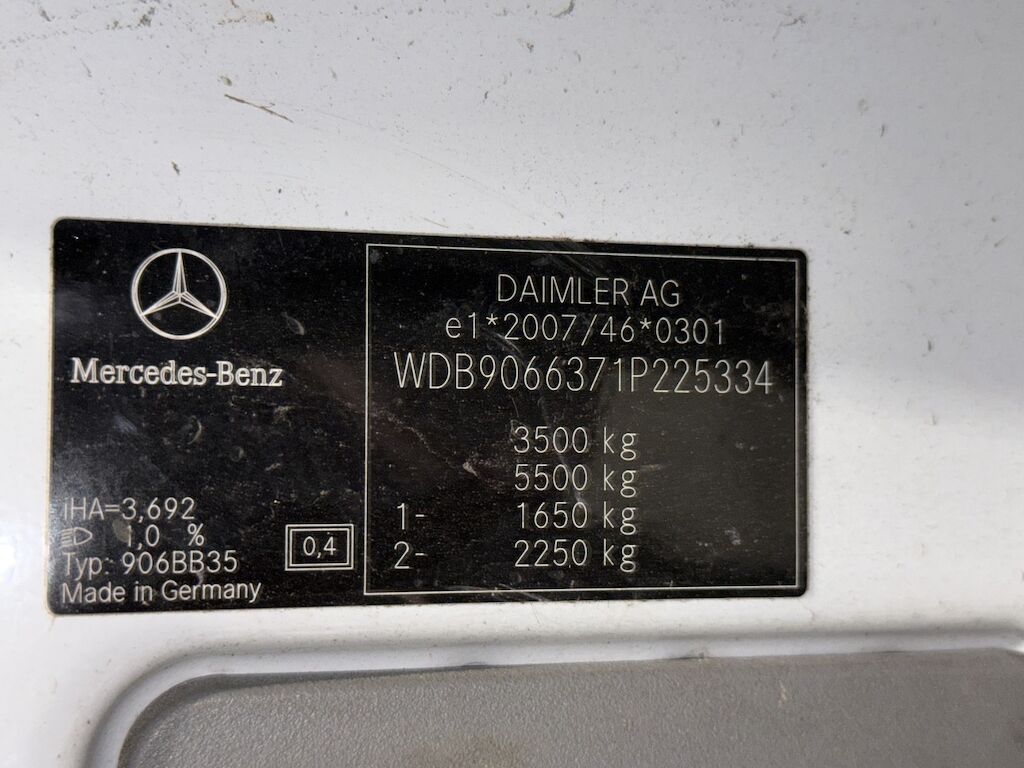 Mercedes-Benz
iHA=3,692
1,0 %
Typ: 906BB35
Made in Germany
0,4
DAIMLER AG
e1*2007/46*0301
WDB9066371P225334
3500 kg
5500 kg
1- 1650 kg
2- 2250 kg